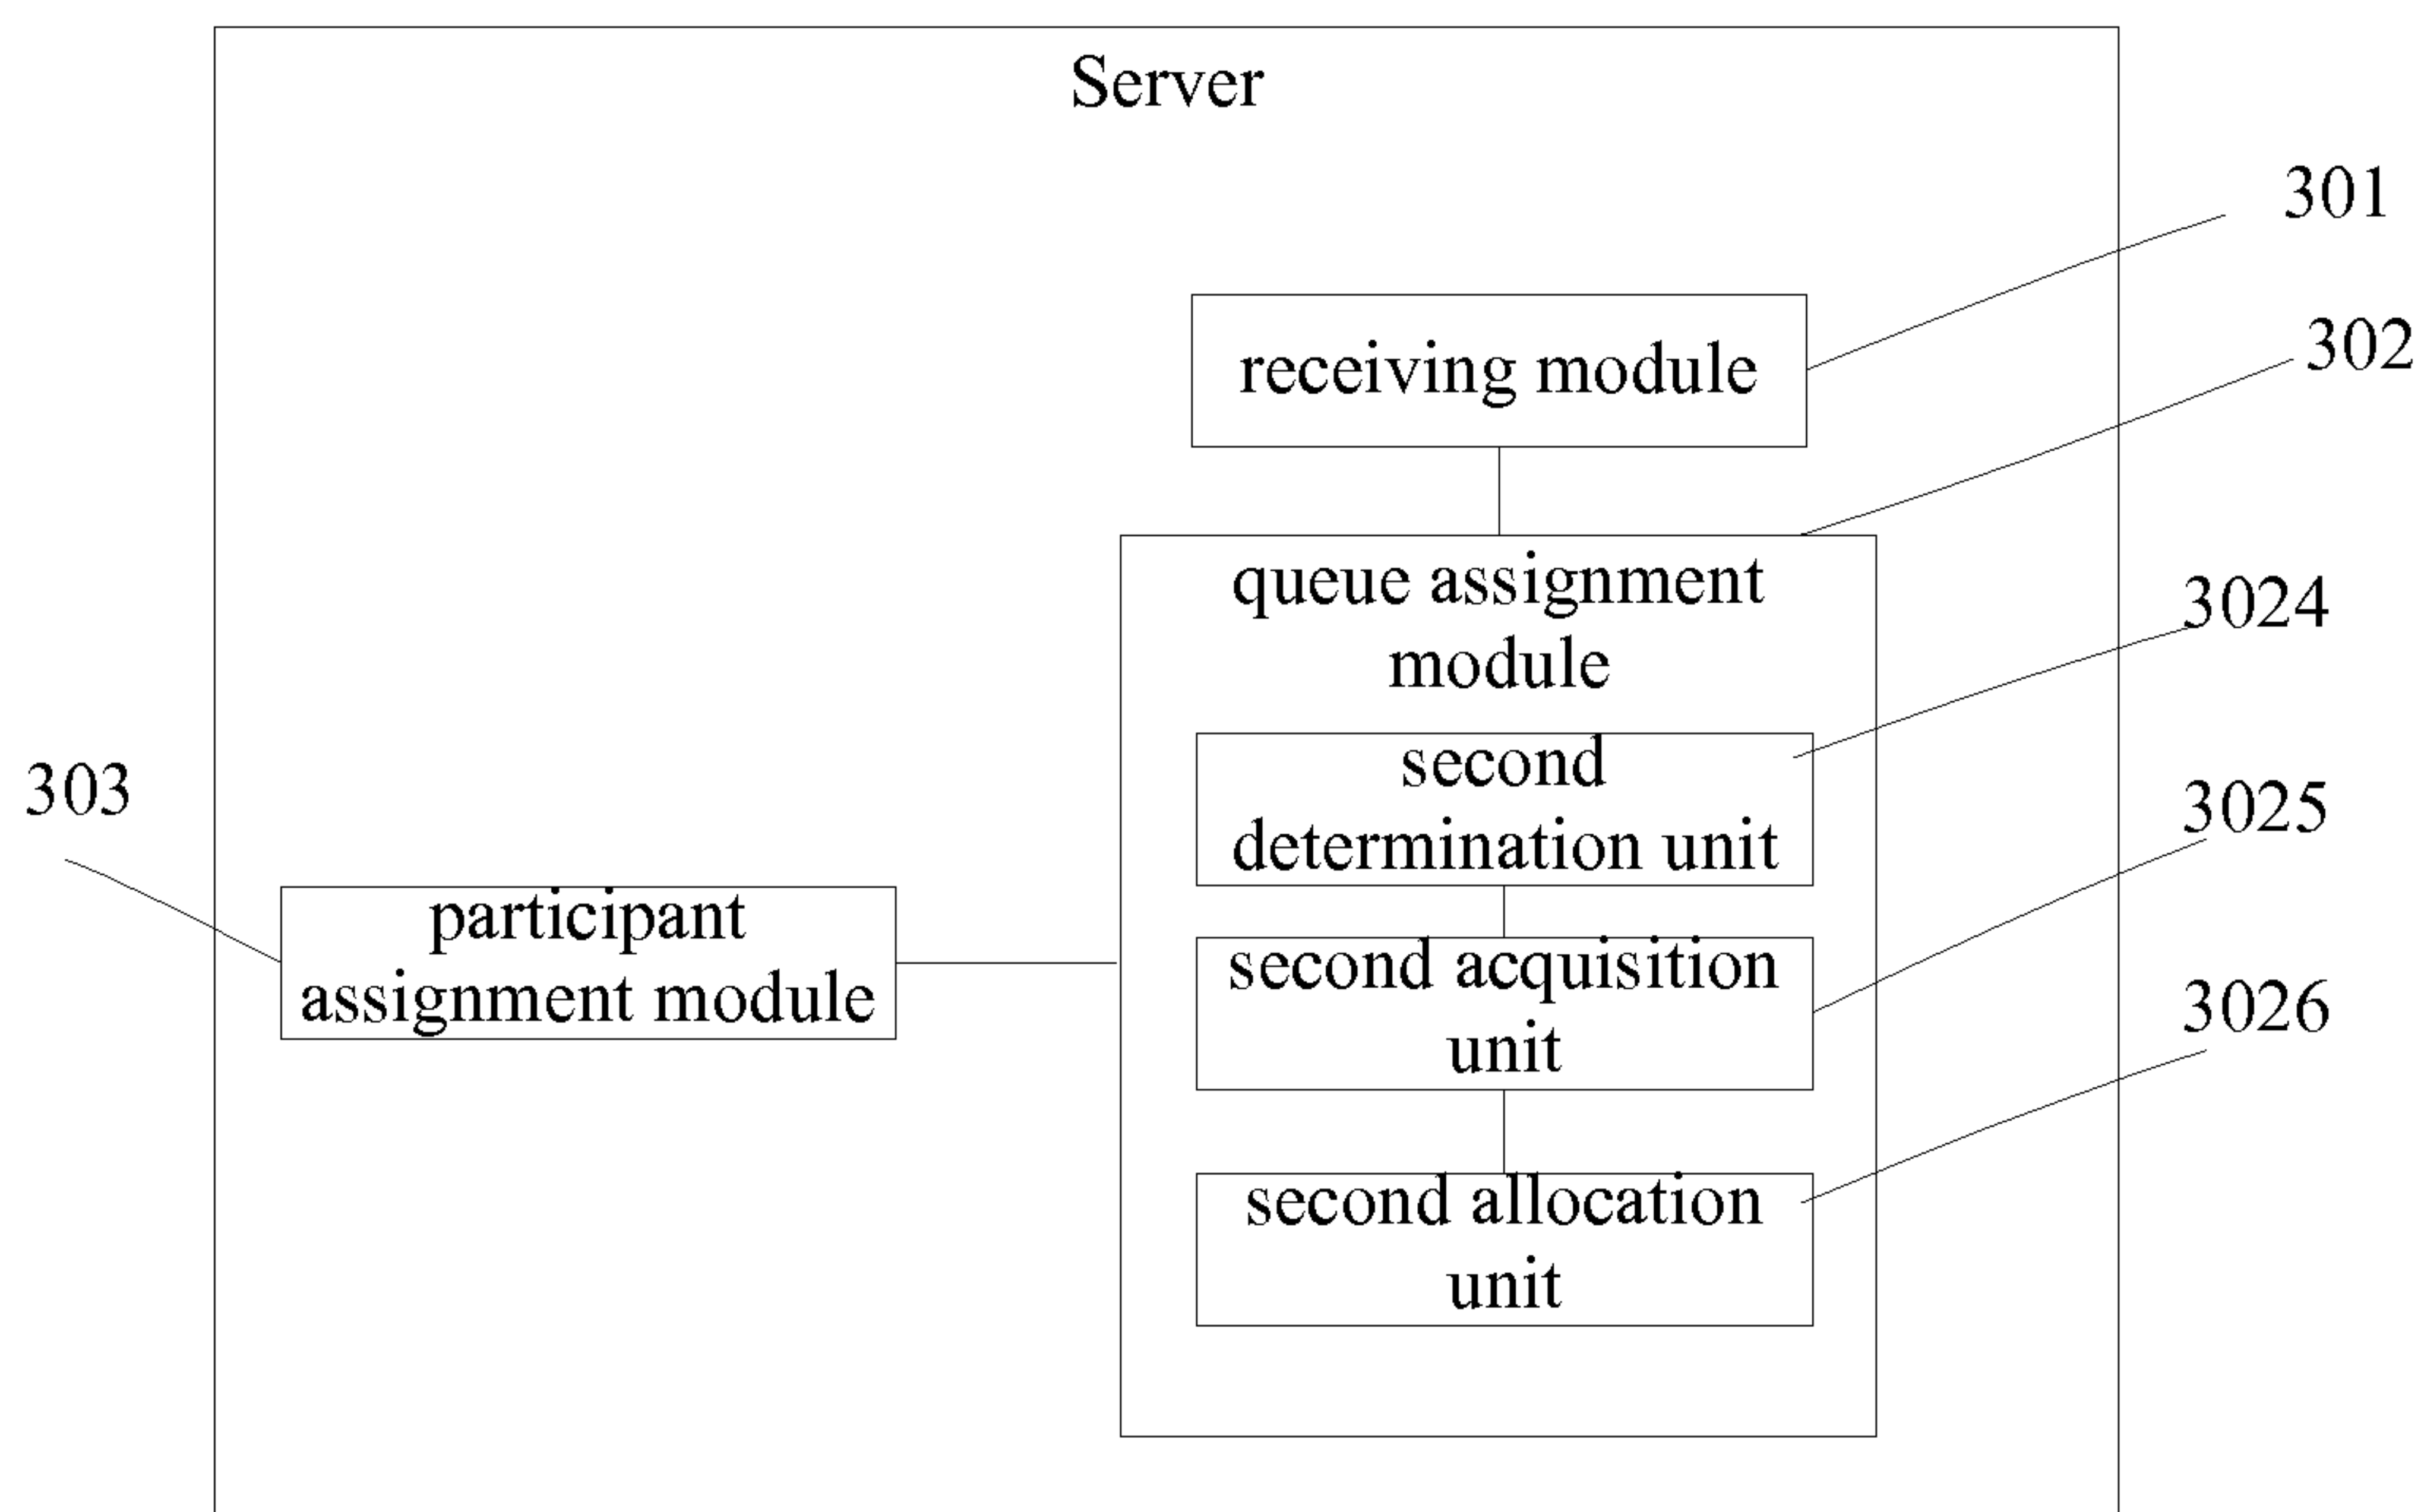 Server
301
receiving module
302
queue assignment
module
3024
second
determination unit
303
3025
participant
assignment module
second acquisition
unit
3026
second allocation
unit